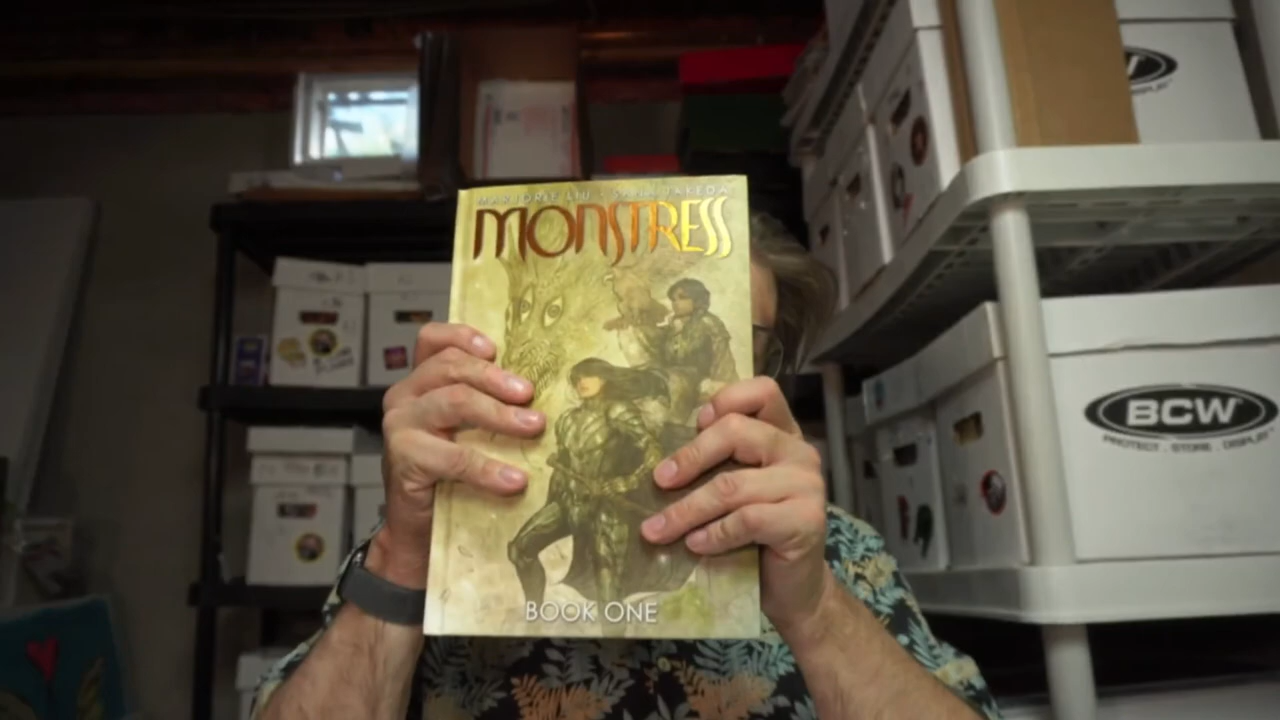 MARJORIE LIU · SANA TAKEDA
MONSTRESS
BOOK ONE
BCW
PROTECT . STORE . DISPLAY